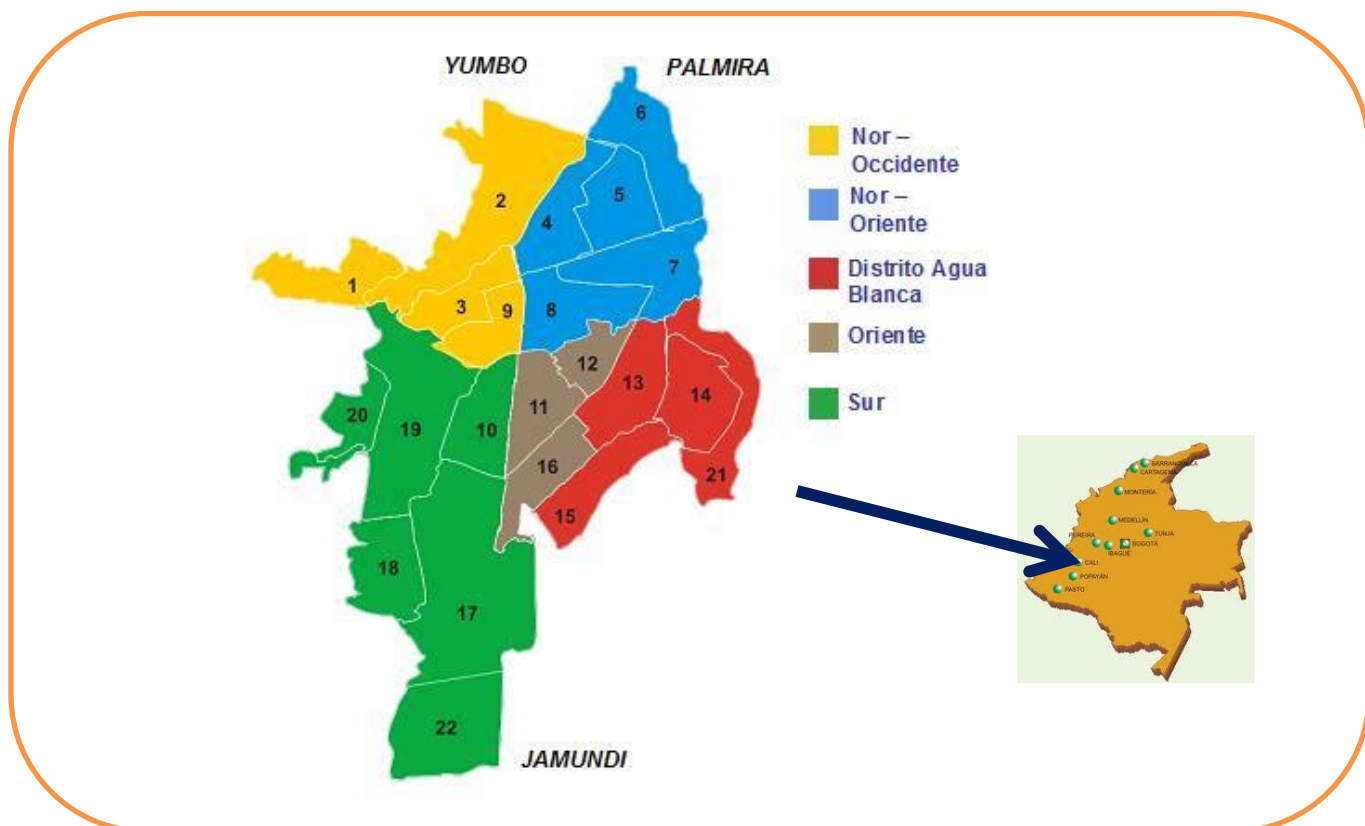 YUMBO
PALMIRA
6
5
2
4
7
1
3
9
8
12
13
14
11
20
19
10
16
21
15
18
17
22
JAMUNDI
Nor –
Occidente
Nor –
Oriente
Distrito Agua
Blanca
Oriente
Sur
BARRANQUILLA
CARTAGENA
MONTERÍA
MEDELLÍN
TUNJA
PEREIRA
BOGOTÁ
IBAGUÉ
CALI
POPAYÁN
PASTO